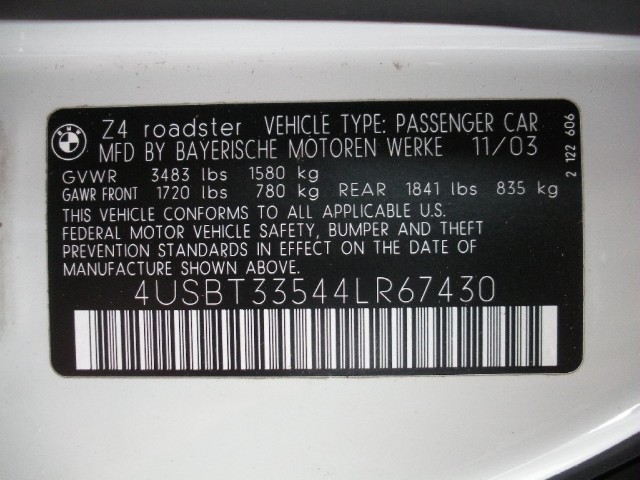 BMW
Z4 roadster VEHICLE TYPE: PASSENGER CAR
MFD BY BAYERISCHE MOTOREN WERKE 11/03
GVWR 3483 lbs 1580 kg
GAWR FRONT 1720 lbs 780 kg REAR 1841 lbs 835 kg
THIS VEHICLE CONFORMS TO ALL APPLICABLE U.S.
FEDERAL MOTOR VEHICLE SAFETY, BUMPER AND THEFT
PREVENTION STANDARDS IN EFFECT ON THE DATE OF
MANUFACTURE SHOWN ABOVE.
4USBT33544LR67430
2 122 606